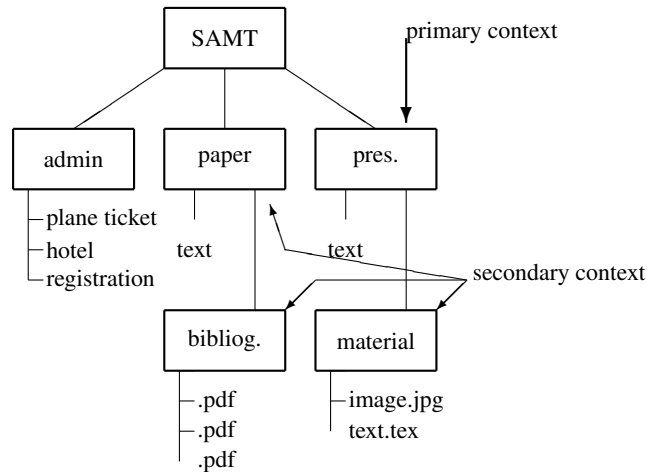 SAMT
primary context
admin
paper
pres.
plane ticket
hotel
registration
text
text
secondary context
bibliog.
material
.pdf
.pdf
.pdf
image.jpg
text.tex